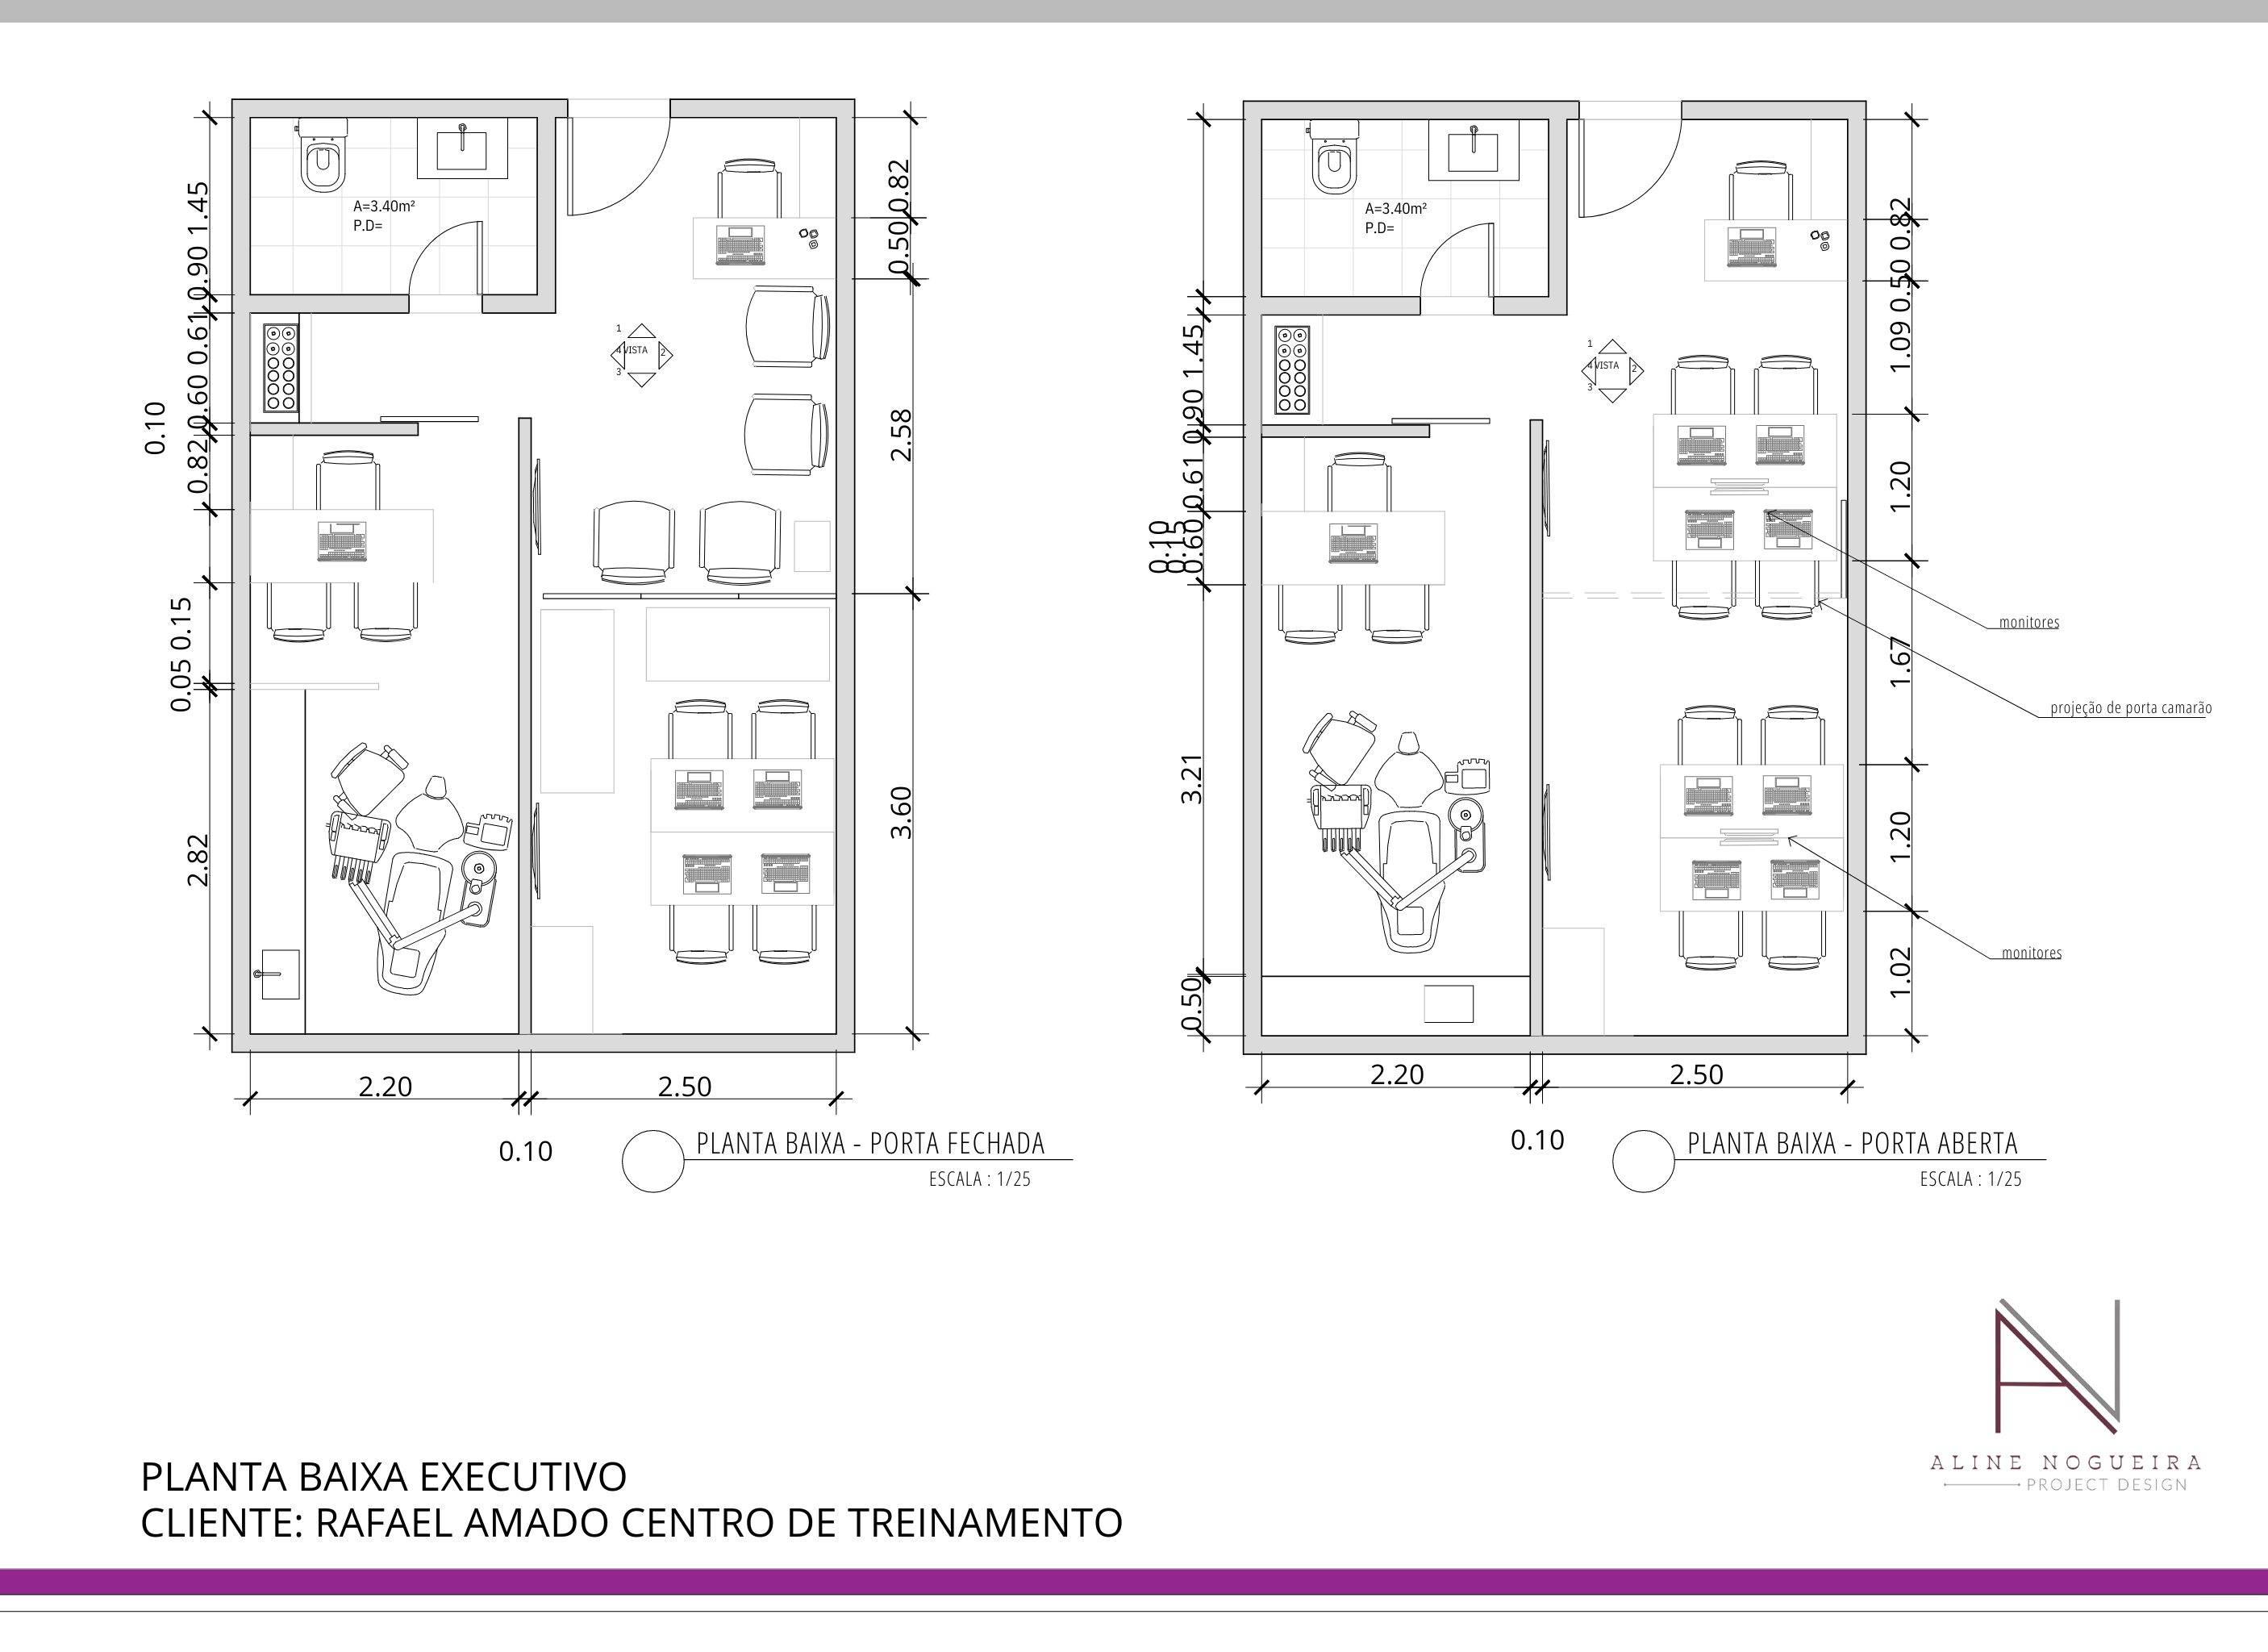 A=3.40m²
P.D=
1
4 VISTA 2
3
0.10
1.45
0.90
0.61
0.60
0.82
0.15
0.05
2.82
0.82
0.50
2.58
3.60
2.20
2.50
0.10
PLANTA BAIXA - PORTA FECHADA
ESCALA : 1/25
A=3.40m²
P.D=
1
4 VISTA 2
3
1.45
0.90
0.61
0.10
0.15
0.60
3.21
0.50
0.82
0.50
1.09
1.20
1.67
1.20
1.02
monitores
projeção de porta camarão
monitores
2.20
2.50
0.10
PLANTA BAIXA - PORTA ABERTA
ESCALA : 1/25
AN
ALINE NOGUEIRA
PROJECT DESIGN
PLANTA BAIXA EXECUTIVO
CLIENTE: RAFAEL AMADO CENTRO DE TREINAMENTO